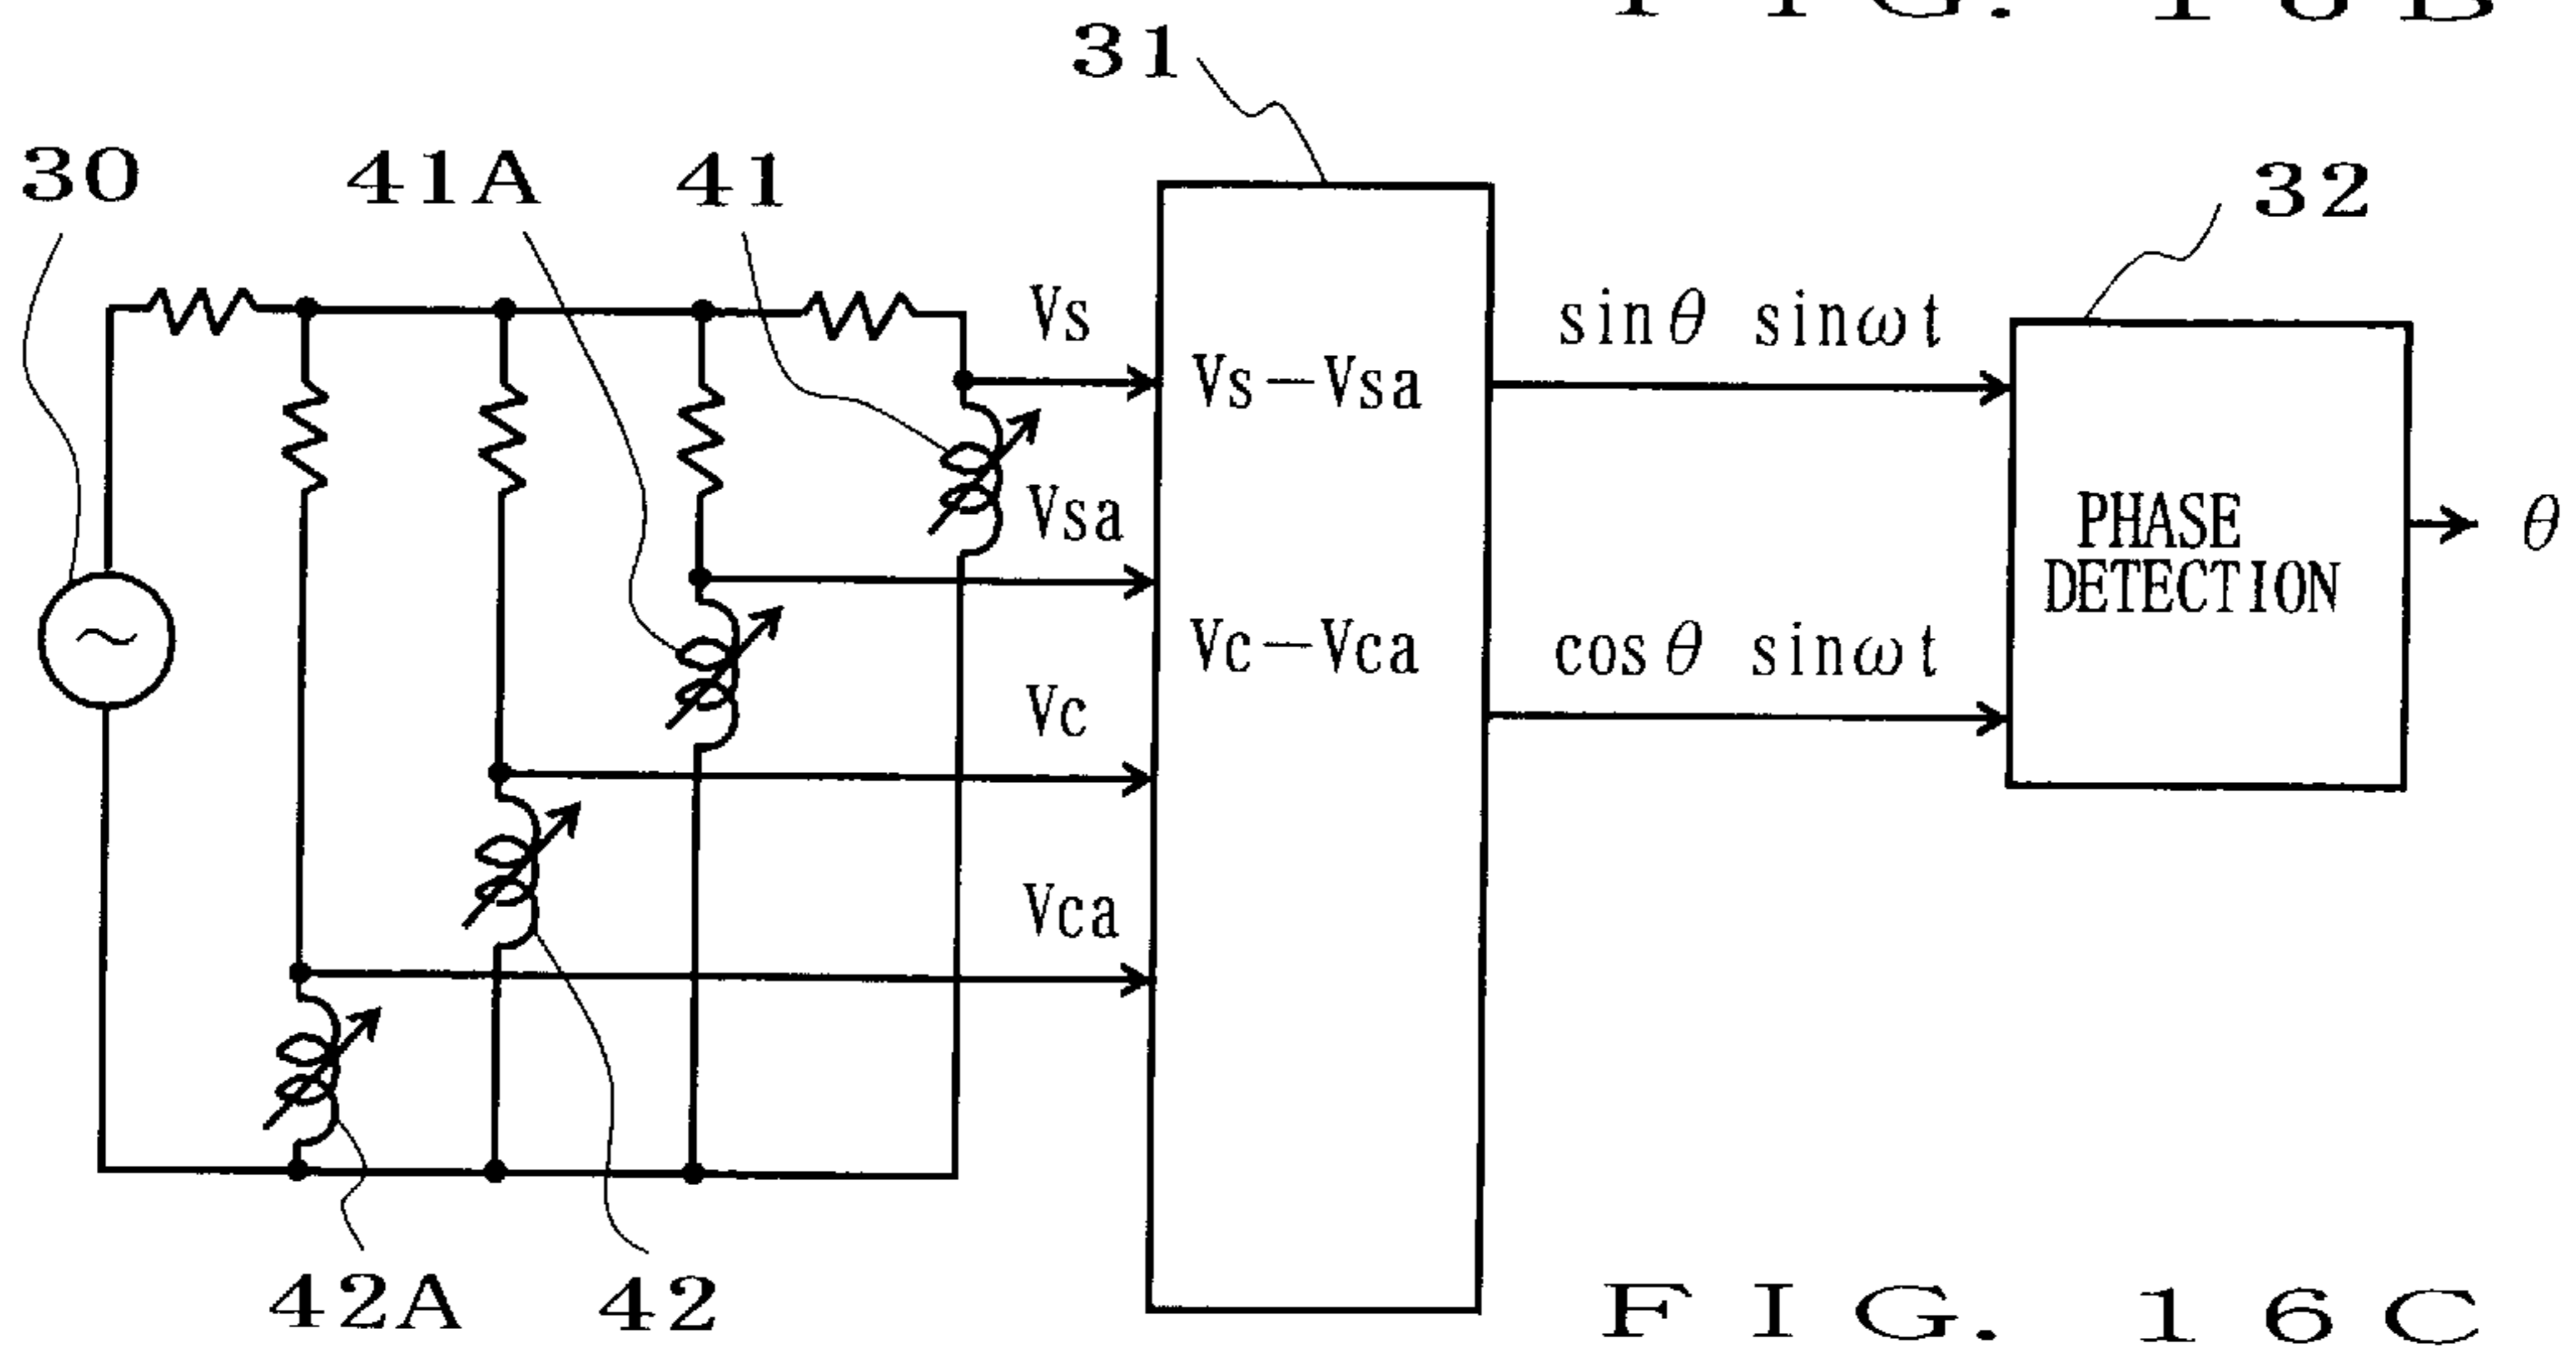 31
30
41A
41
32
Vs
sinθ sinωt
Vs−Vsa
Vsa
PHASE
DETECTION
θ
Vc−Vca
cosθ sinωt
Vc
Vca
42A
42
FIG. 16C